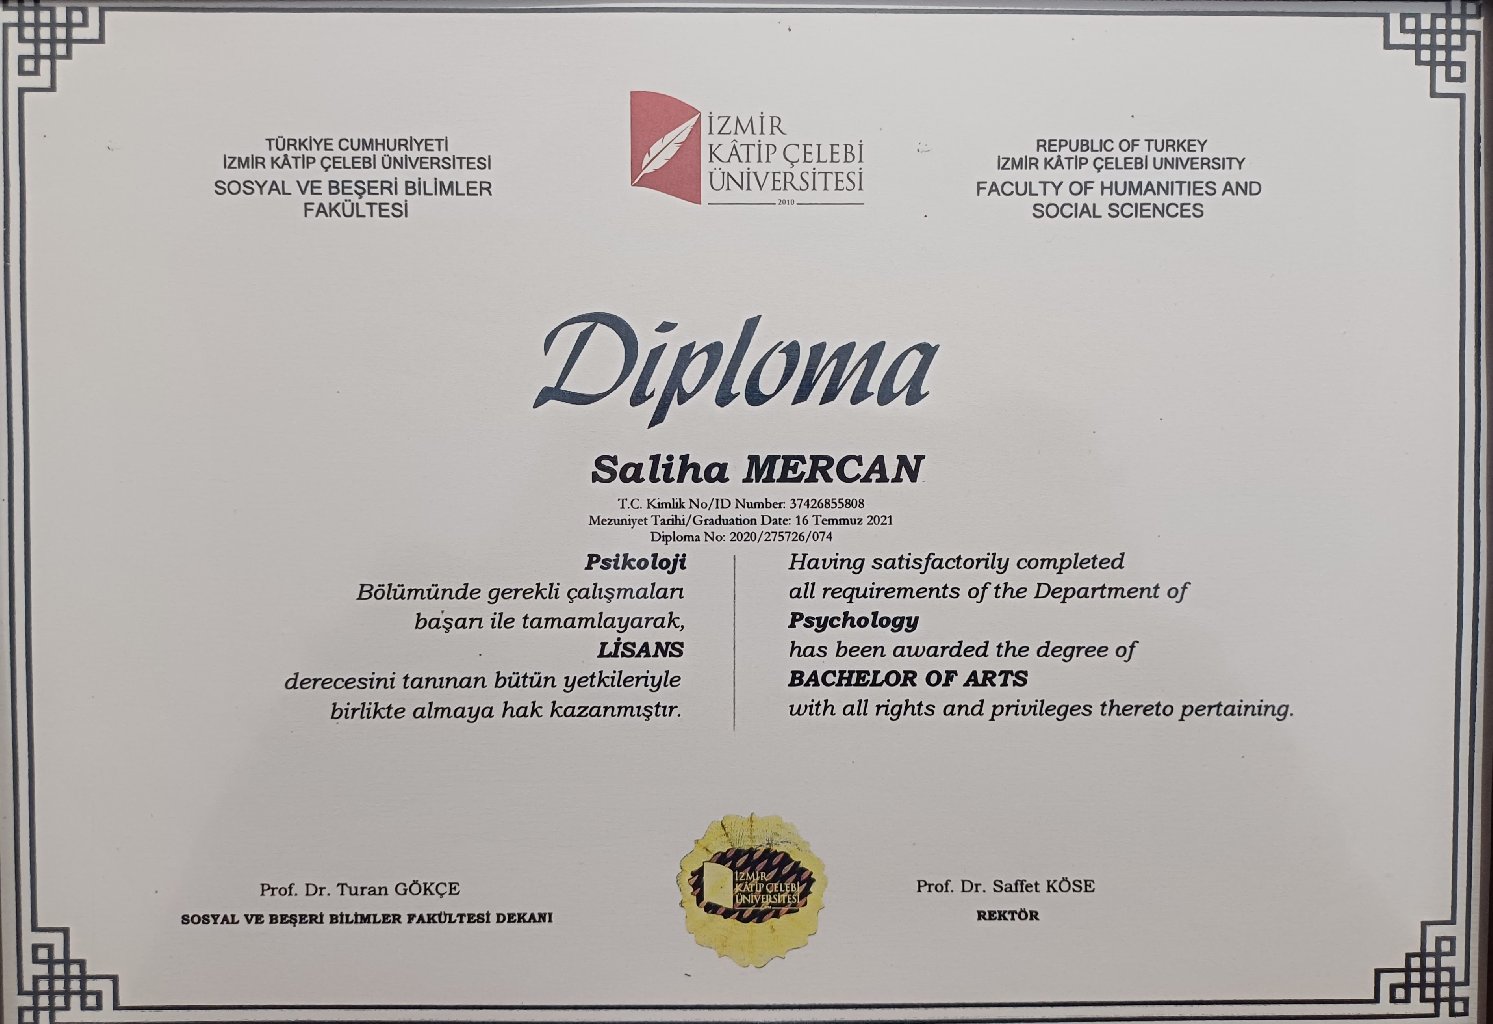 TÜRKİYE CUMHURİYETİ
İZMİR KÂTİP ÇELEBİ ÜNİVERSİTESİ
SOSYAL VE BEŞERİ BİLİMLER
FAKÜLTESİ
İZMİR
KÂTİP ÇELEBİ
ÜNİVERSİTESİ
2010
REPUBLIC OF TURKEY
İZMİR KÂTİP ÇELEBİ UNIVERSITY
FACULTY OF HUMANITIES AND
SOCIAL SCIENCES
Diploma
Saliha MERCAN
T.C. Kimlik No/ID Number: 37426855808
Mezuniyet Tarihi/Graduation Date: 16 Temmuz 2021
Diploma No: 2020/275726/074
Psikoloji
Bölümünde gerekli çalışmaları
başarı ile tamamlayarak,
LİSANS
derecesini tanınan bütün yetkileriyle
birlikte almaya hak kazanmıştır.
Having satisfactorily completed
all requirements of the Department of
Psychology
has been awarded the degree of
BACHELOR OF ARTS
with all rights and privileges thereto pertaining.
Prof. Dr. Turan GÖKÇE
SOSYAL VE BEŞERİ BİLİMLER FAKÜLTESİ DEKANI
İZMİR
KÂTİP ÇELEBİ
ÜNİVERSİTESİ
Prof. Dr. Saffet KÖSE
REKTÖR